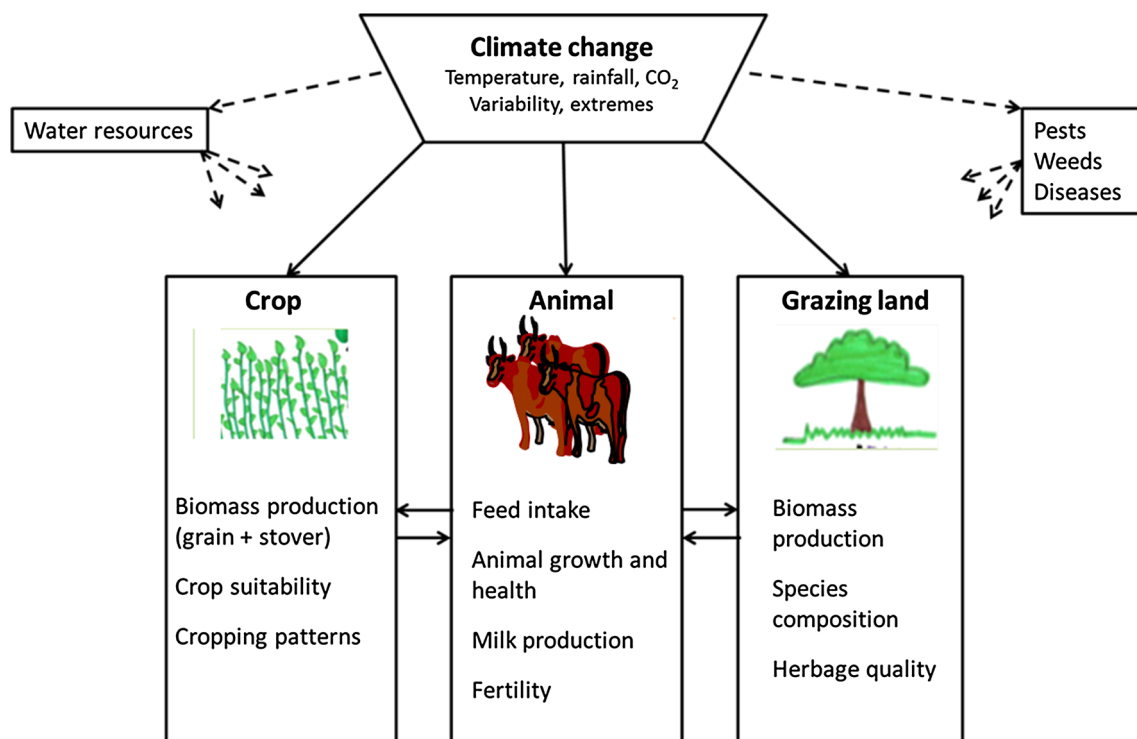 Climate change
Temperature, rainfall, CO₂
Variability, extremes
Water resources
Pests
Weeds
Diseases
Crop
Biomass production
(grain + stover)
Crop suitability
Cropping patterns
Animal
Feed intake
Animal growth and
health
Milk production
Fertility
Grazing land
Biomass
production
Species
composition
Herbage quality